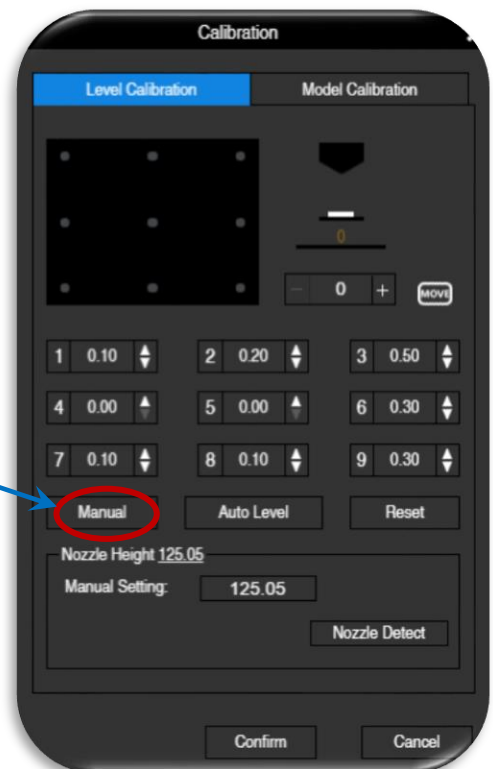 Calibration
Level Calibration Model Calibration
0
- 0 + MOVE
1 0.10 2 0.20 3 0.50
4 0.00 5 0.00 6 0.30
7 0.10 8 0.10 9 0.30
Manual Auto Level Reset
Nozzle Height 125.05
Manual Setting: 125.05
Nozzle Detect
Confirm Cancel